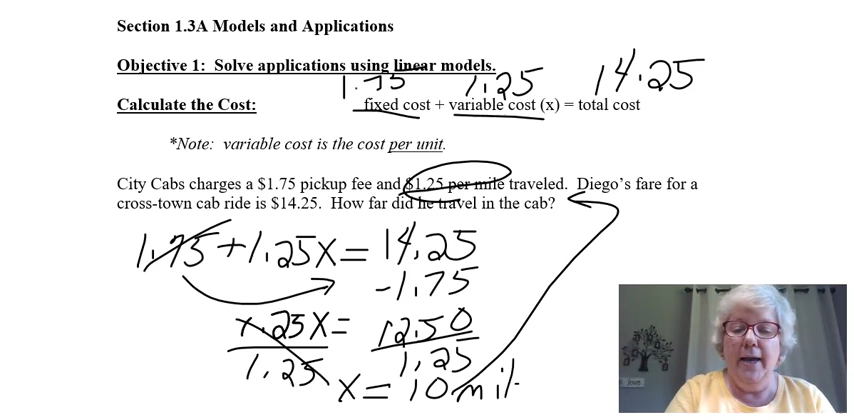 Section 1.3A Models and Applications
Objective 1: Solve applications using linear models.
1.75 1.25 14.25
Calculate the Cost: fixed cost + variable cost (x) = total cost
*Note: variable cost is the cost per unit.
City Cabs charges a $1.75 pickup fee and $1.25 per mile traveled. Diego's fare for a
cross-town cab ride is $14.25. How far did he travel in the cab?
1.75+1.25X=14.25
-1.75
1.25X= 12.50
1.25 1.25
X=10mil